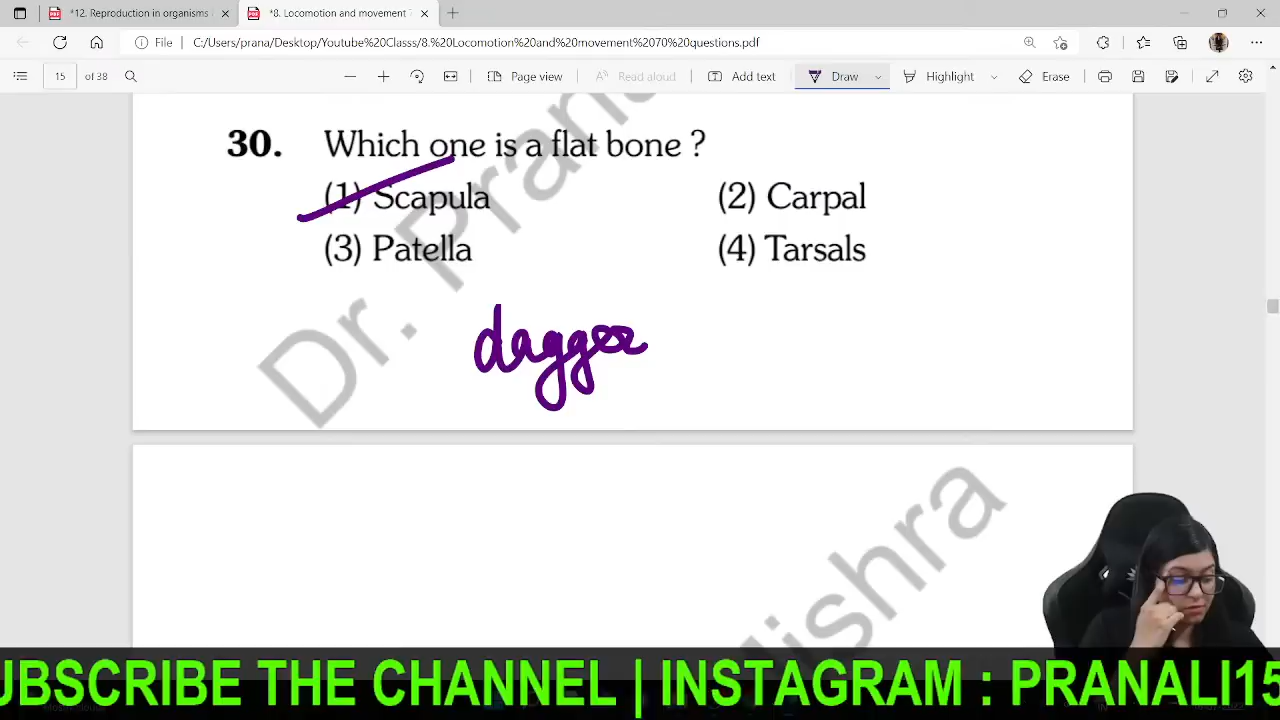 *12. Reproduction in organisms
*8. Locomotion and movement
File
C:/Users/prana/Desktop/Youtube%20Classs/8.%20Locomotion%20and%20movement%2070%20questions.pdf
15 of 38
Page view
Read aloud
Add text
Draw
Highlight
Erase
30. Which one is a flat bone ?
(1) Scapula (2) Carpal
(3) Patella (4) Tarsals
dagger
Dr. Prana
ishra
UBSCRIBE THE CHANNEL | INSTAGRAM : PRANALI15